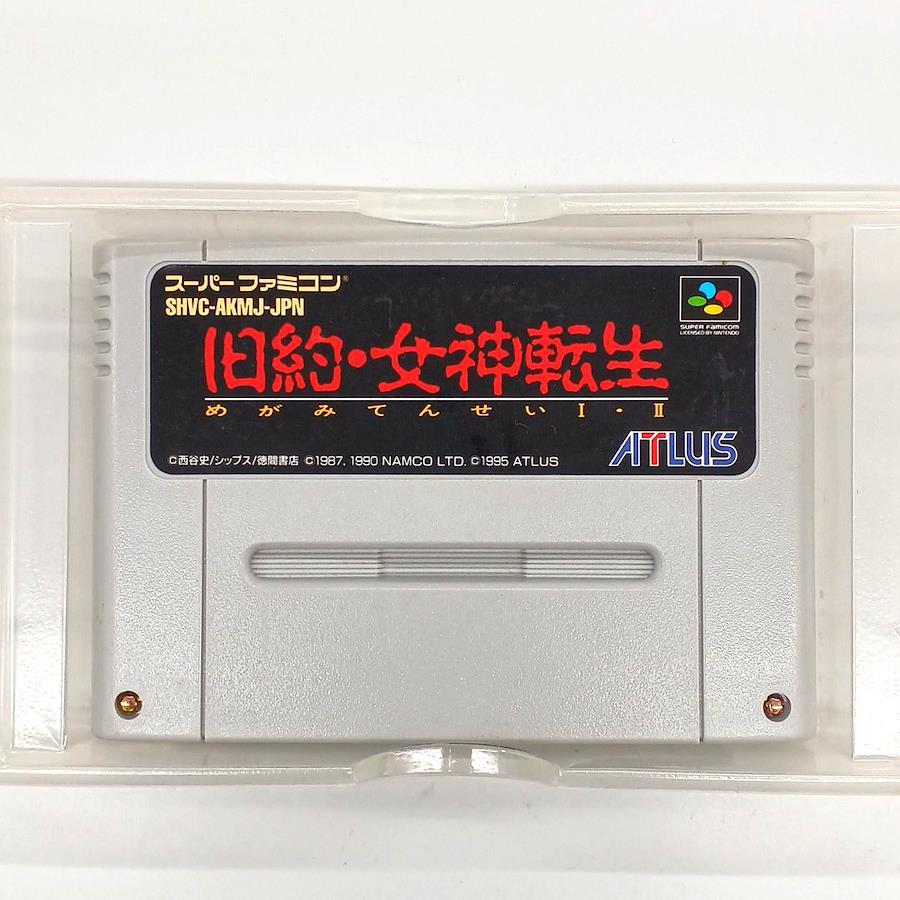 スーパーファミコン®
SHVC-AKMJ-JPN
SUPER FAMICOM
LICENSED BY NINTENDO
旧約・女神転生
めがみてんせいⅠ・Ⅱ
©西谷史/シップス/徳間書店 ©1987, 1990 NAMCO LTD. ©1995 ATLUS
ATLUS